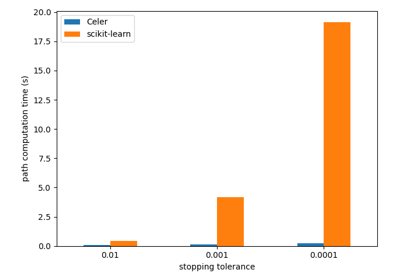 20.0
17.5
15.0
12.5
10.0
7.5
5.0
2.5
0.0
path computation time (s)
Celer
scikit-learn
0.01 0.001 0.0001
stopping tolerance